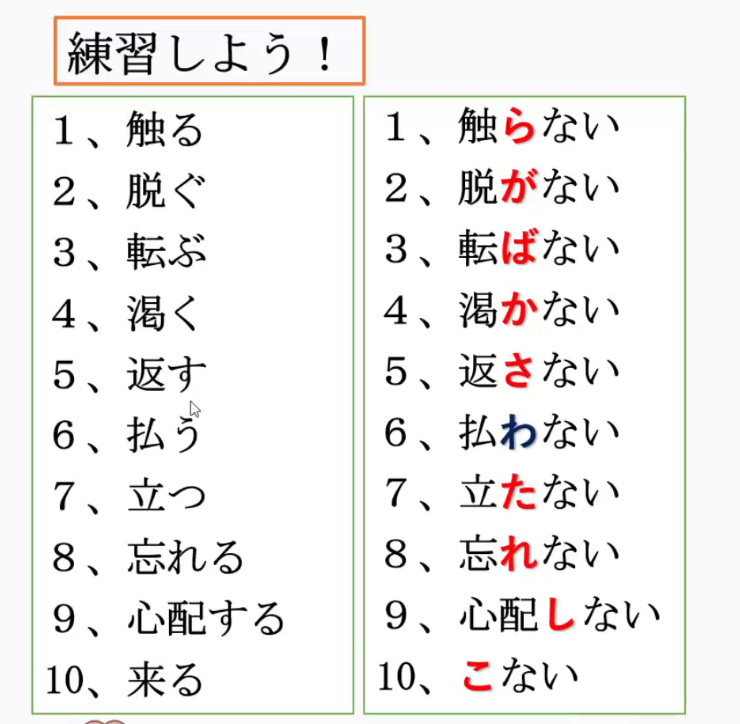 練習しよう！
１、触る
２、脱ぐ
３、転ぶ
４、渇く
５、返す
６、払う
７、立つ
８、忘れる
９、心配する
10、来る
１、触らない
２、脱がない
３、転ばない
４、渇かない
５、返さない
６、払わない
７、立たない
８、忘れない
９、心配しない
10、こない